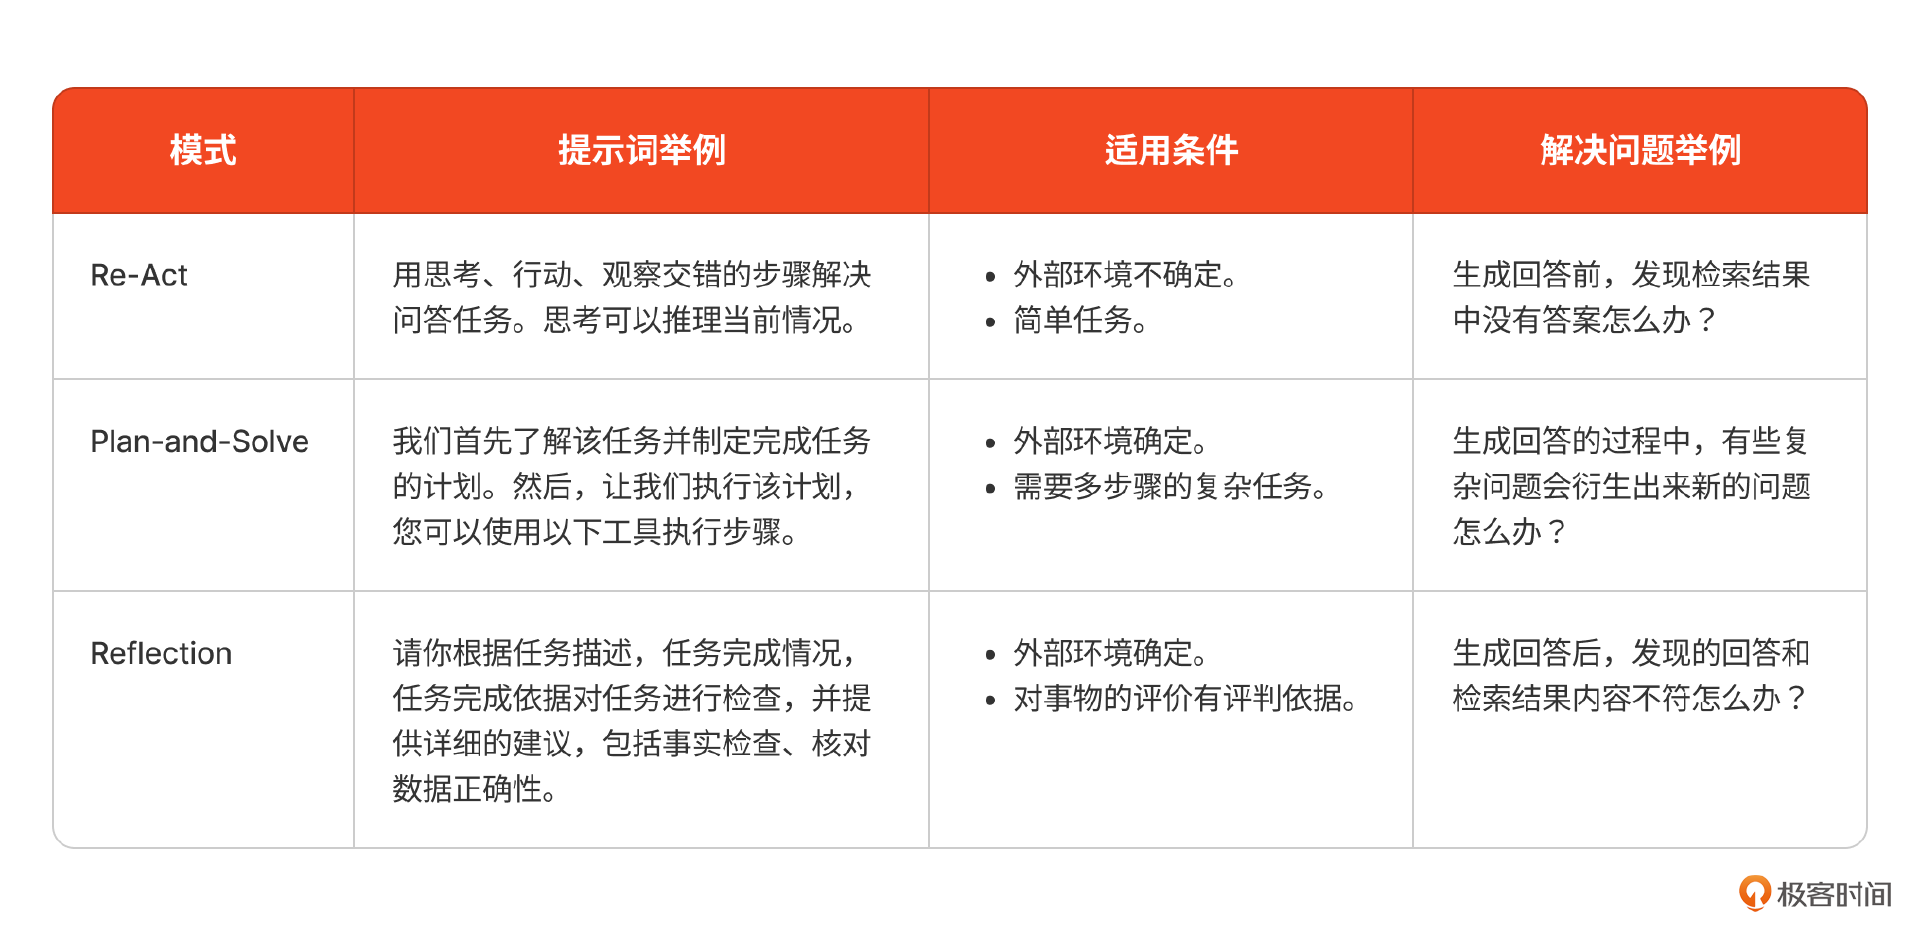 模式
提示词举例
适用条件
解决问题举例
Re-Act
用思考、行动、观察交错的步骤解决
问答任务。思考可以推理当前情况。
• 外部环境不确定。
• 简单任务。
生成回答前，发现检索结果
中没有答案怎么办？
Plan-and-Solve
我们首先了解该任务并制定完成任务
的计划。然后，让我们执行该计划，
您可以使用以下工具执行步骤。
• 外部环境确定。
• 需要多步骤的复杂任务。
生成回答的过程中，有些复
杂问题会衍生出来新的问题
怎么办？
Reflection
请你根据任务描述，任务完成情况，
任务完成依据对任务进行检查，并提
供详细的建议，包括事实检查、核对
数据正确性。
• 外部环境确定。
• 对事物的评价有评判依据。
生成回答后，发现的回答和
检索结果内容不符怎么办？
极客时间